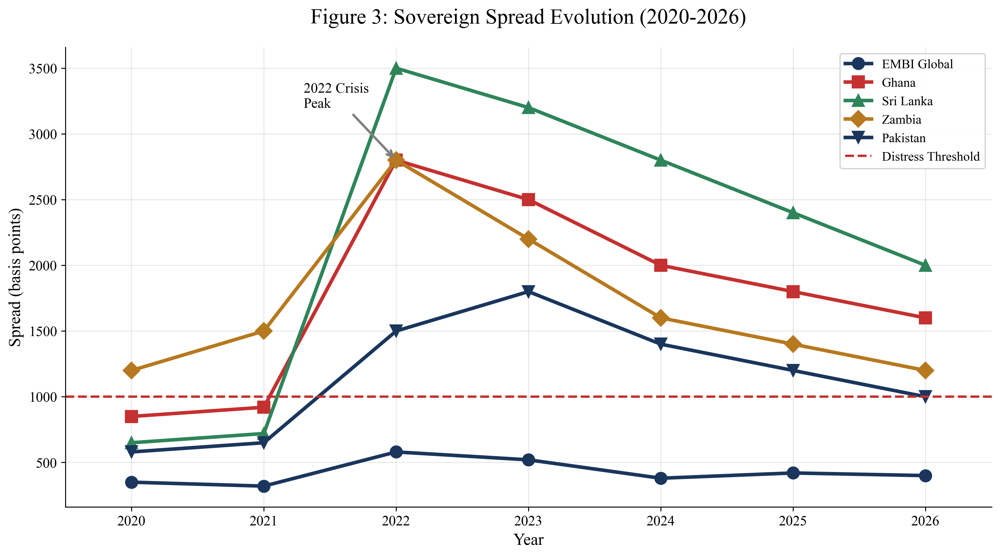 Figure 3: Sovereign Spread Evolution (2020-2026)
EMBI Global
Ghana
Sri Lanka
Zambia
Pakistan
Distress Threshold
2022 Crisis
Peak
Spread (basis points)
3500
3000
2500
2000
1500
1000
500
2020 2021 2022 2023 2024 2025 2026
Year